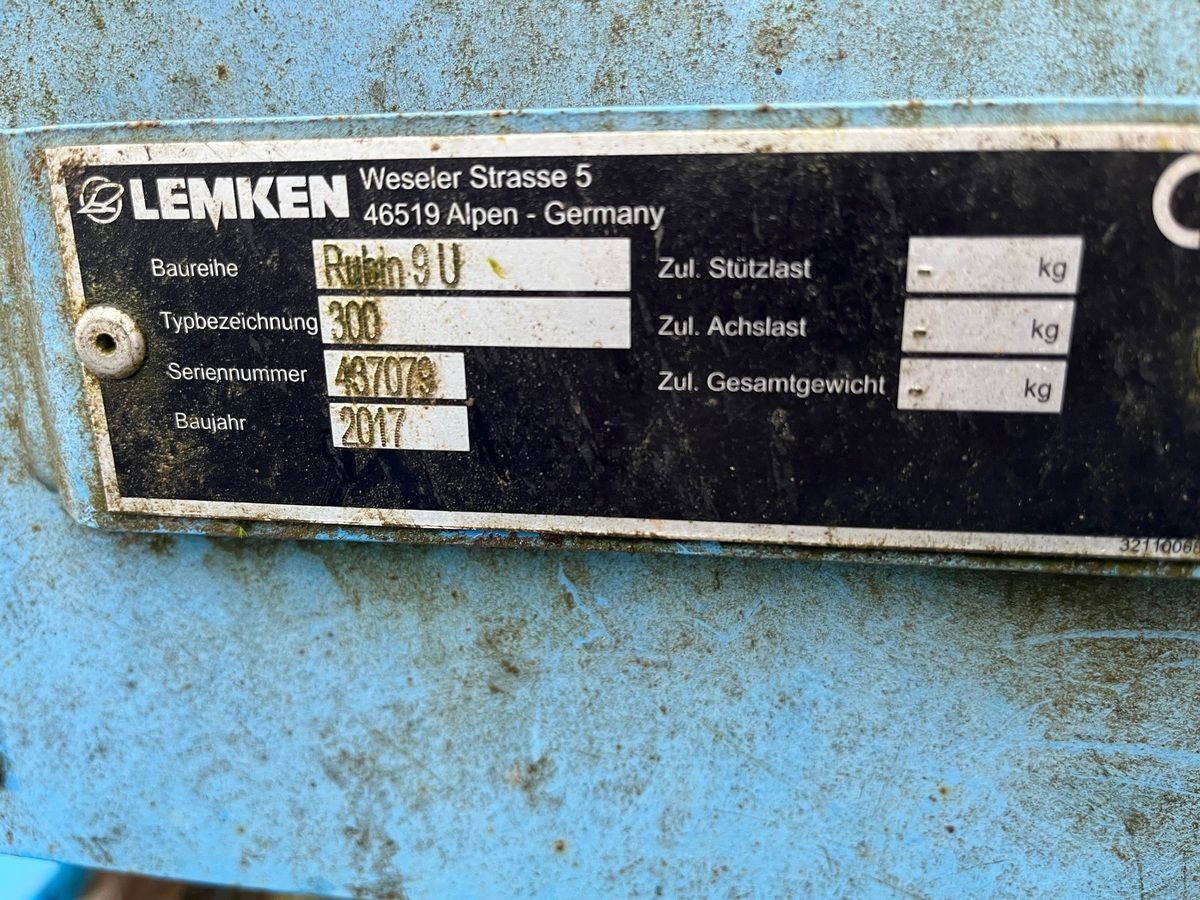 LEMKEN
Weseler Strasse 5
46519 Alpen - Germany
Baureihe Rubin 9 U
Typbezeichnung 300
Seriennummer 437079
Baujahr 2017
Zul. Stützlast - kg
Zul. Achslast - kg
Zul. Gesamtgewicht - kg